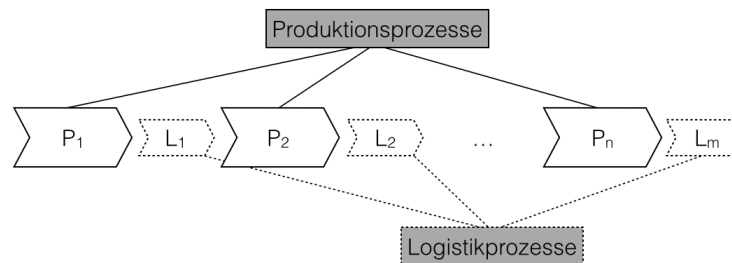 Produktionsprozesse
P₁ L₁ P₂ L₂ … Pₙ Lₘ
Logistikprozesse